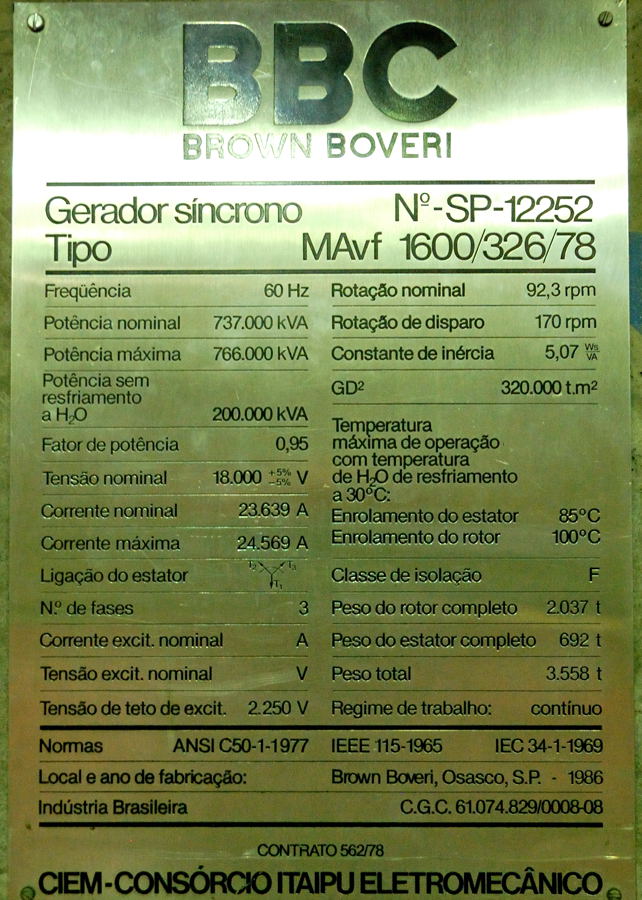 BBC
BROWN BOVERI
Gerador síncrono Nº-SP-12252
Tipo MAvf 1600/326/78
Freqüência 60 Hz
Potência nominal 737.000 kVA
Potência máxima 766.000 kVA
Potência sem
resfriamento
a H₂O 200.000 kVA
Fator de potência 0,95
Tensão nominal 18.000 +5% -5% V
Corrente nominal 23.639 A
Corrente máxima 24.569 A
Ligação do estator T₂ T₃ T₁
N.º de fases 3
Corrente excit. nominal A
Tensão excit. nominal V
Tensão de teto de excit. 2.250 V
Rotação nominal 92,3 rpm
Rotação de disparo 170 rpm
Constante de inércia 5,07 Ws/VA
GD² 320.000 t.m²
Temperatura
máxima de operação
com temperatura
de H₂O de resfriamento
a 30°C:
Enrolamento do estator 85°C
Enrolamento do rotor 100°C
Classe de isolação F
Peso do rotor completo 2.037 t
Peso do estator completo 692 t
Peso total 3.558 t
Regime de trabalho: contínuo
Normas ANSI C50-1-1977 IEEE 115-1965 IEC 34-1-1969
Local e ano de fabricação: Brown Boveri, Osasco, S.P. - 1986
Indústria Brasileira C.G.C. 61.074.829/0008-08
CONTRATO 562/78
CIEM-CONSÓRCIO ITAIPU ELETROMECÂNICO